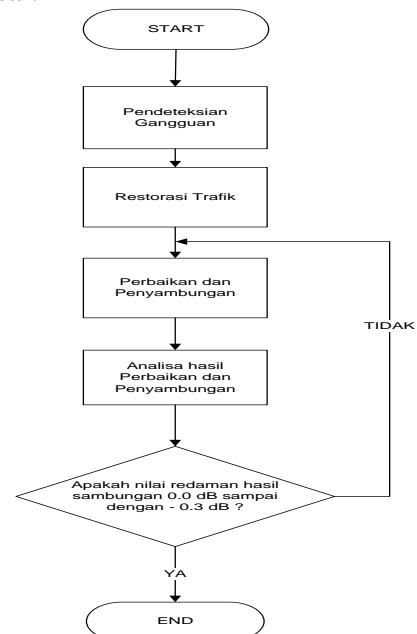 START
Pendeteksian
Gangguan
Restorasi Trafik
Perbaikan dan
Penyambungan
TIDAK
Analisa hasil
Perbaikan dan
Penyambungan
Apakah nilai redaman hasil
sambungan 0.0 dB sampai
dengan - 0.3 dB ?
YA
END